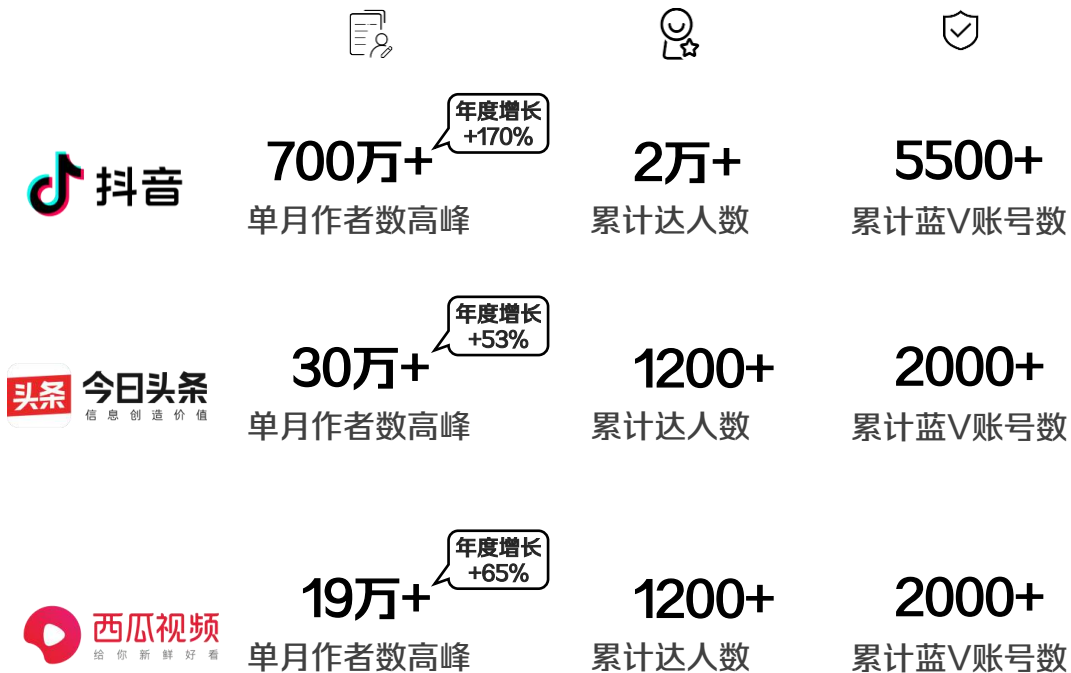 年度增长
+170%
抖音
700万+
2万+
5500+
单月作者数高峰
累计达人数
累计蓝V账号数
年度增长
+53%
头条
今日头条
信息创造价值
30万+
1200+
2000+
单月作者数高峰
累计达人数
累计蓝V账号数
年度增长
+65%
西瓜视频
给你新鲜好看
19万+
1200+
2000+
单月作者数高峰
累计达人数
累计蓝V账号数